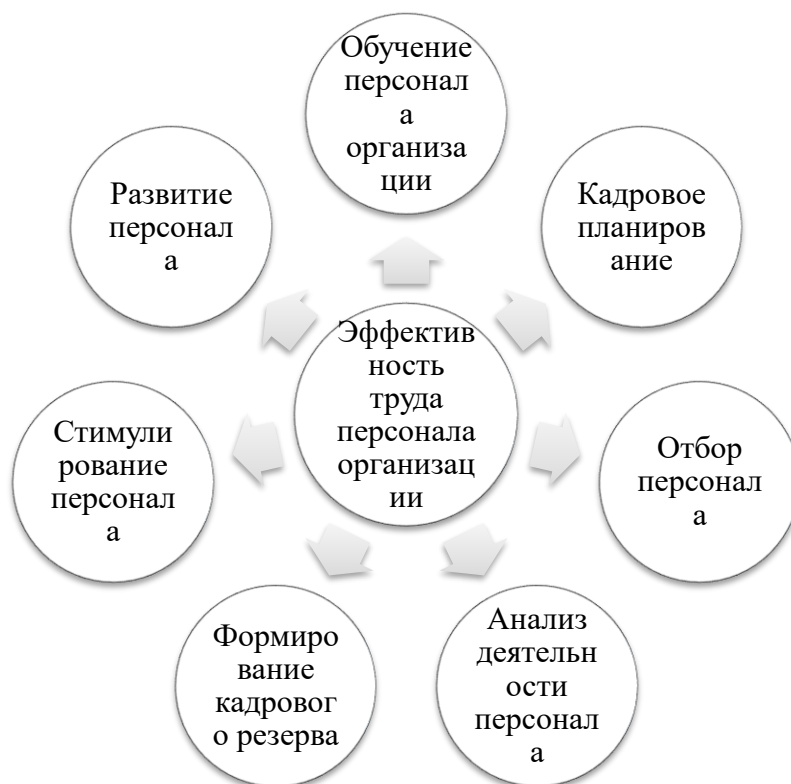 Обучение
персонал
а
организа
ции
Кадровое
планиров
ание
Отбор
персонал
а
Анализ
деятельн
ости
персонал
а
Формиро
вание
кадровог
о резерва
Стимули
рование
персонал
а
Развитие
персонал
а
Эффектив
ность
труда
персонала
организац
ии